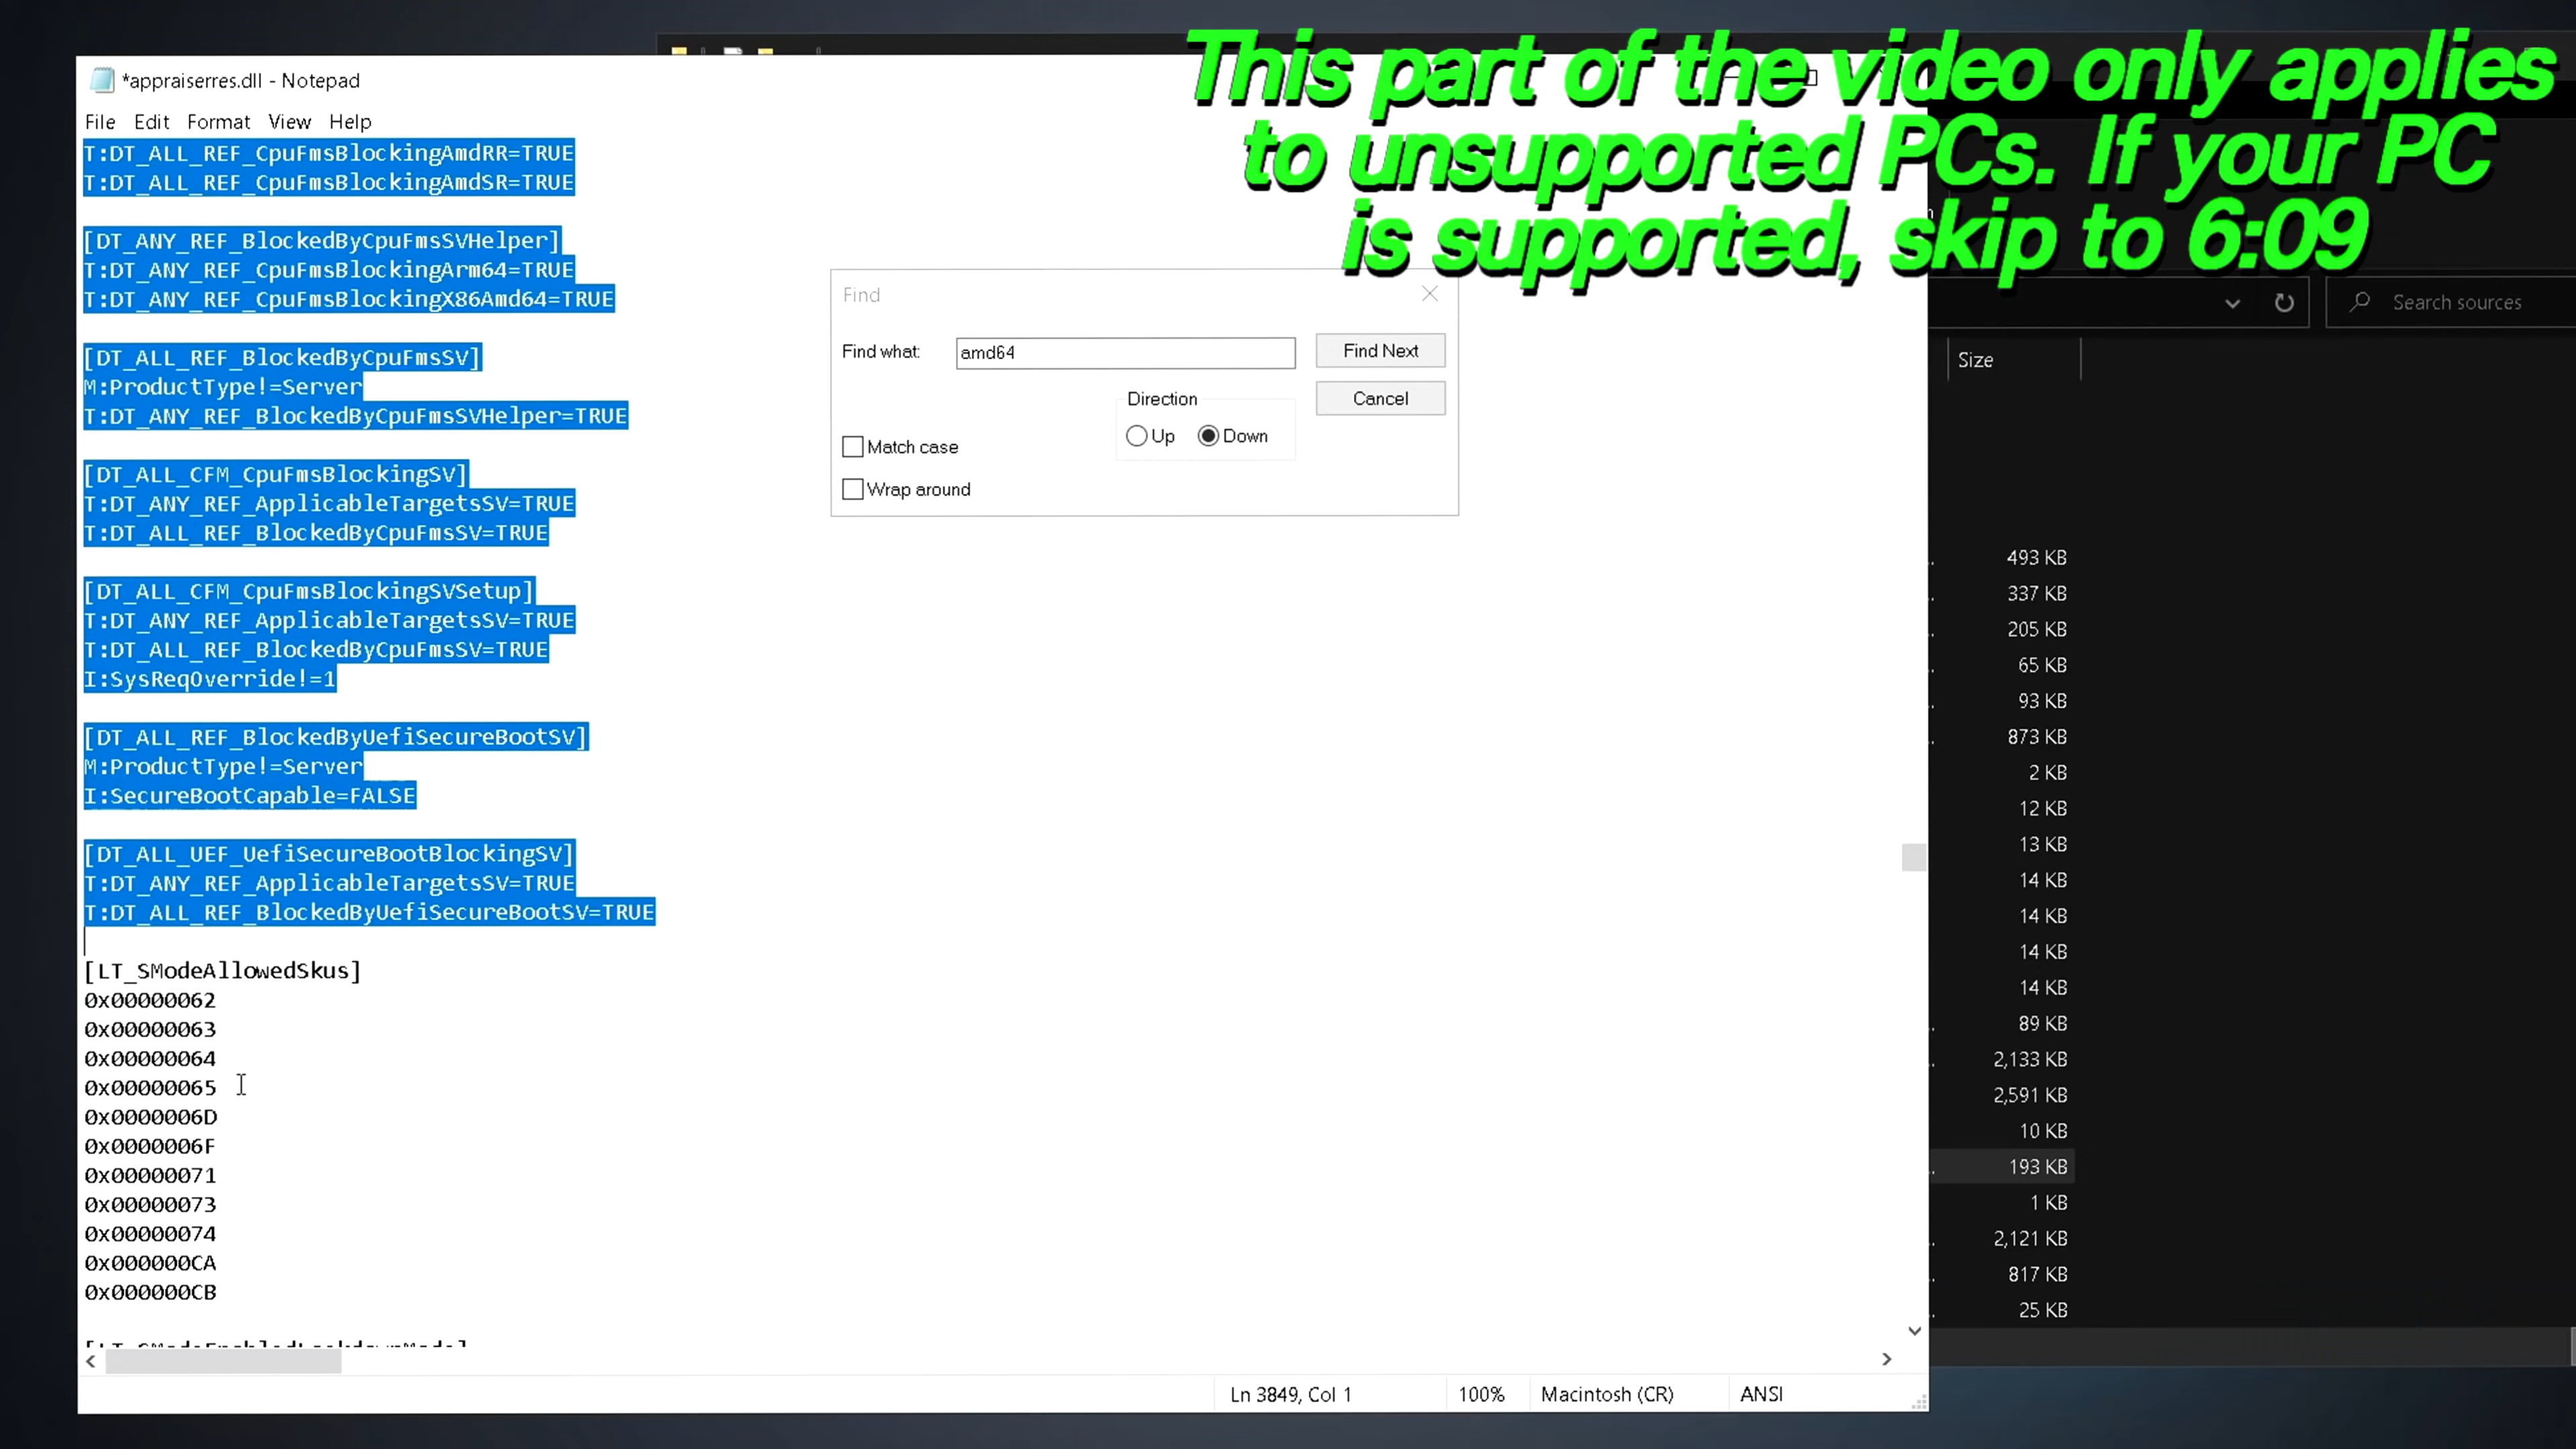 This part of the video only applies
to unsupported PCs. If your PC
is supported, skip to 6:09
*appraiserres.dll - Notepad
File Edit Format View Help
T:DT_ALL_REF_CpuFmsBlockingAmdRR=TRUE
T:DT_ALL_REF_CpuFmsBlockingAmdSR=TRUE
[DT_ANY_REF_BlockedByCpuFmsSVHelper]
T:DT_ANY_REF_CpuFmsBlockingArm64=TRUE
T:DT_ANY_REF_CpuFmsBlockingX86Amd64=TRUE
[DT_ALL_REF_BlockedByCpuFmsSV]
M:ProductType!=Server
T:DT_ANY_REF_BlockedByCpuFmsSVHelper=TRUE
[DT_ALL_CFM_CpuFmsBlockingSV]
T:DT_ANY_REF_ApplicableTargetsSV=TRUE
T:DT_ALL_REF_BlockedByCpuFmsSV=TRUE
[DT_ALL_CFM_CpuFmsBlockingSVSetup]
T:DT_ANY_REF_ApplicableTargetsSV=TRUE
T:DT_ALL_REF_BlockedByCpuFmsSV=TRUE
I:SysReqOverride!=1
[DT_ALL_REF_BlockedByUefiSecureBootSV]
M:ProductType!=Server
I:SecureBootCapable=FALSE
[DT_ALL_UEF_UefiSecureBootBlockingSV]
T:DT_ANY_REF_ApplicableTargetsSV=TRUE
T:DT_ALL_REF_BlockedByUefiSecureBootSV=TRUE
[LT_SModeAllowedSkus]
0x00000062
0x00000063
0x00000064
0x00000065
0x0000006D
0x0000006F
0x00000071
0x00000073
0x00000074
0x000000CA
0x000000CB
Find
Find what: amd64 Find Next
Direction Cancel
Up Down
Match case
Wrap around
Ln 3849, Col 1 100% Macintosh (CR) ANSI
Search sources
Size
493 KB
337 KB
205 KB
65 KB
93 KB
873 KB
2 KB
12 KB
13 KB
14 KB
14 KB
14 KB
14 KB
89 KB
2,133 KB
2,591 KB
10 KB
193 KB
1 KB
2,121 KB
817 KB
25 KB